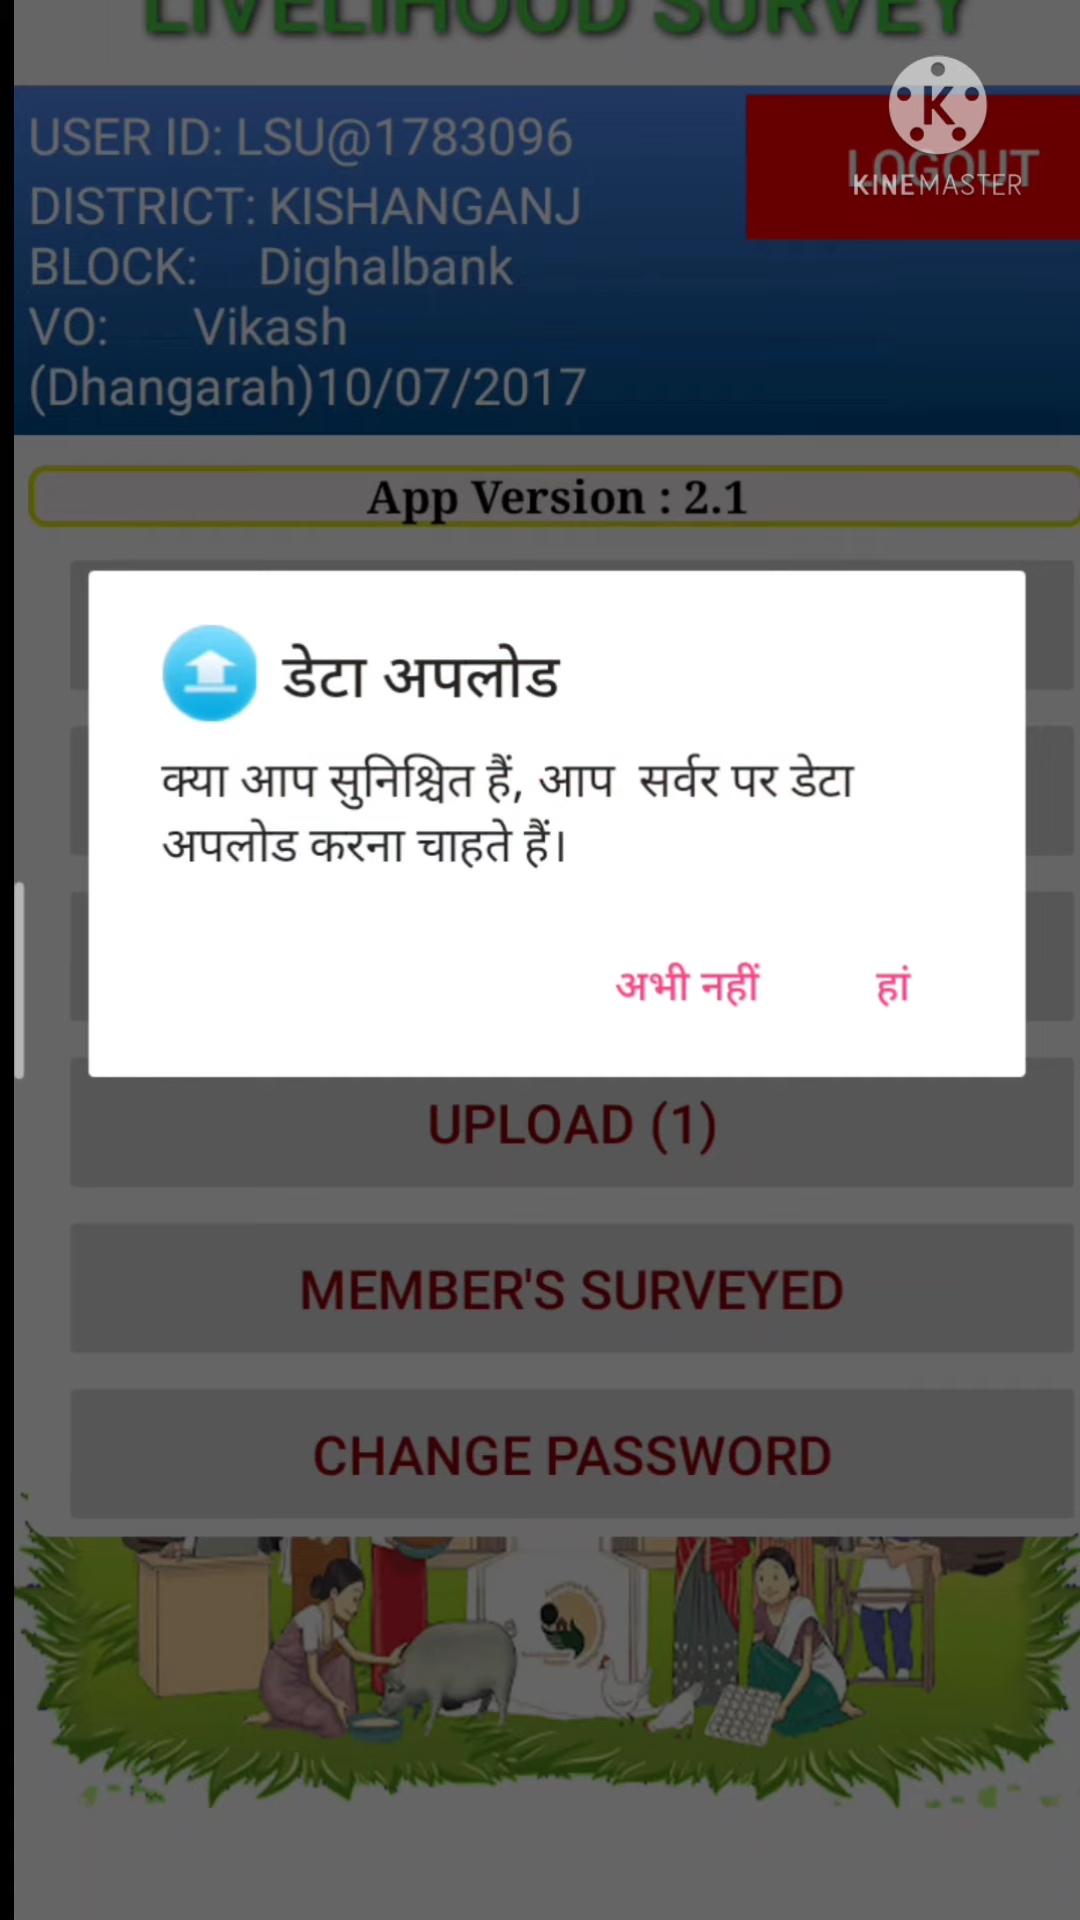 LIVELIHOOD SURVEY
USER ID: LSU@1783096
LOGOUT
KINEMASTER
DISTRICT: KISHANGANJ
BLOCK: Dighalbank
VO: Vikash
(Dhangarah)10/07/2017
App Version : 2.1
डेटा अपलोड
क्या आप सुनिश्चित हैं, आप सर्वर पर डेटा
अपलोड करना चाहते हैं।
अभी नहीं हां
UPLOAD (1)
MEMBER'S SURVEYED
CHANGE PASSWORD